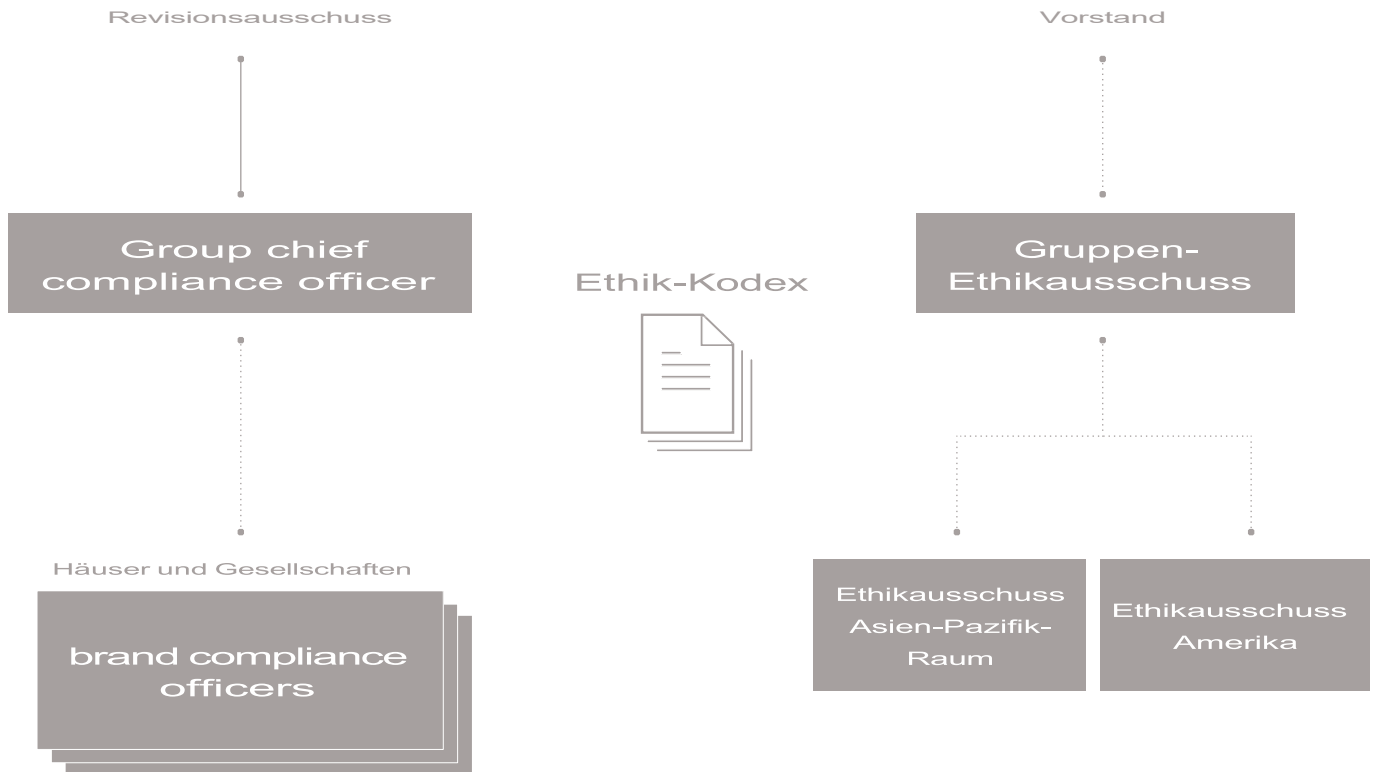 Revisionsausschuss
Vorstand
Group chief
compliance officer
Ethik-Kodex
Gruppen-
Ethikausschuss
Häuser und Gesellschaften
brand compliance
officers
Ethikausschuss
Asien-Pazifik-
Raum
Ethikausschuss
Amerika